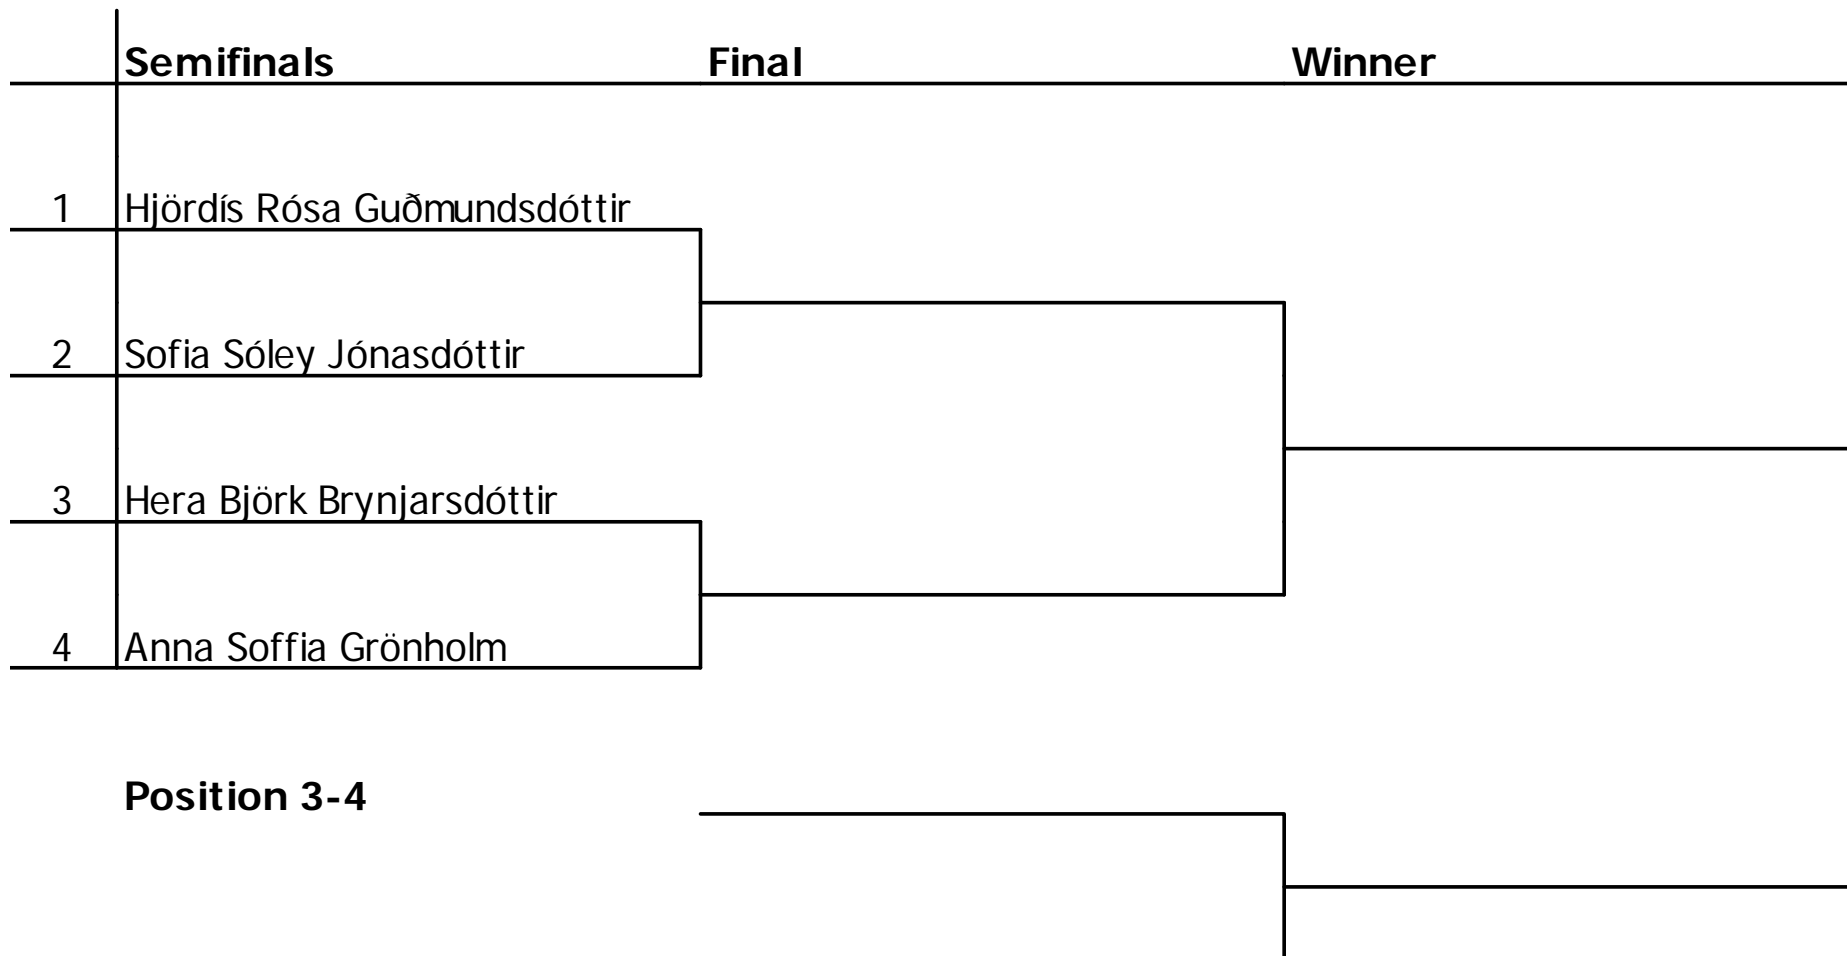 Semifinals Final Winner
1 Hjördís Rósa Guðmundsdóttir
2 Sofia Sóley Jónasdóttir
3 Hera Björk Brynjarsdóttir
4 Anna Soffia Grönholm
Position 3-4